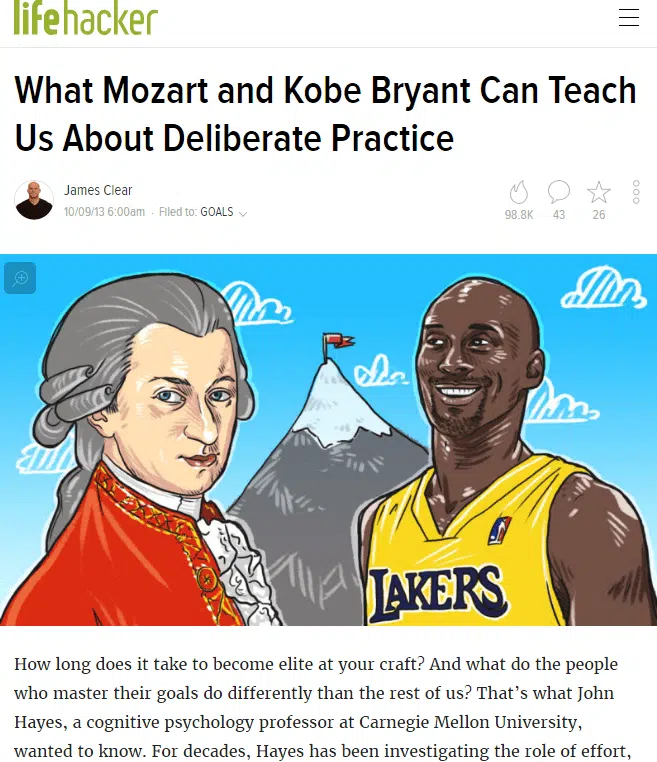 lifehacker
What Mozart and Kobe Bryant Can Teach
Us About Deliberate Practice
James Clear
10/09/13 6:00am · Filed to: GOALS
98.8K 43 26
LAKERS
How long does it take to become elite at your craft? And what do the people
who master their goals do differently than the rest of us? That’s what John
Hayes, a cognitive psychology professor at Carnegie Mellon University,
wanted to know. For decades, Hayes has been investigating the role of effort,